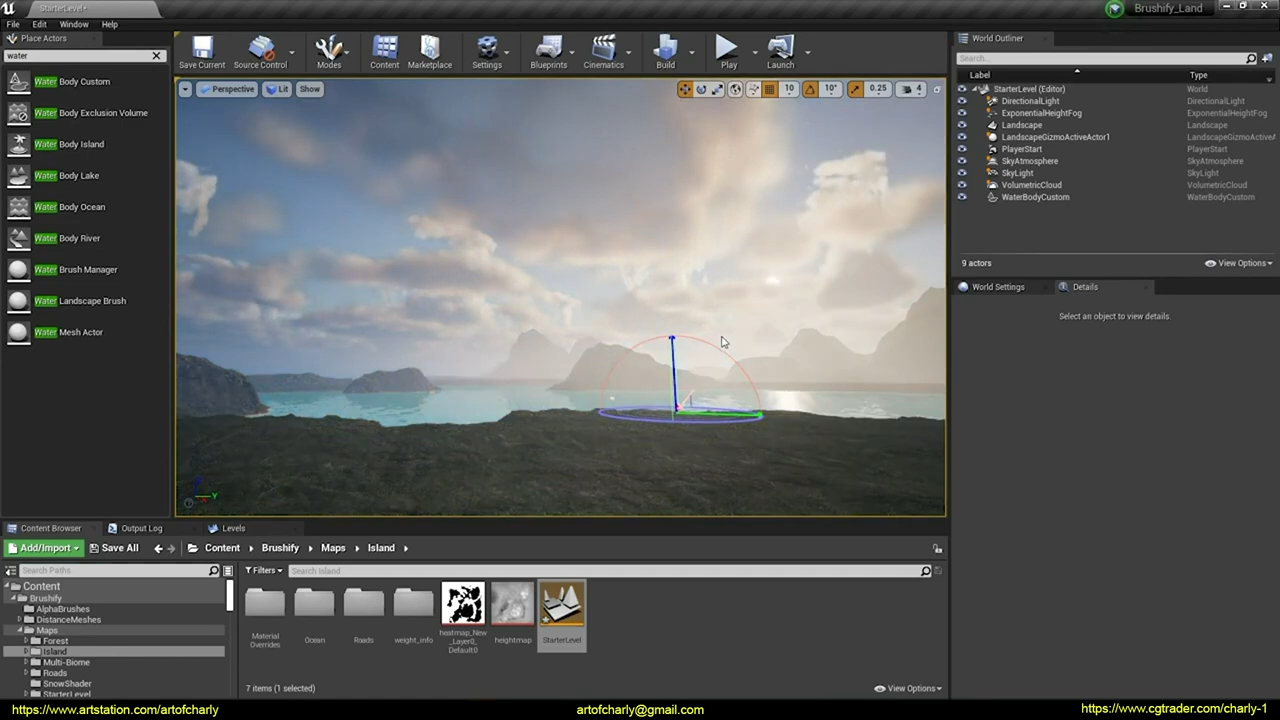 StarterLevel*
Brushify_Land
File Edit Window Help
Place Actors
water
Water Body Custom
Water Body Exclusion Volume
Water Body Island
Water Body Lake
Water Body Ocean
Water Body River
Water Brush Manager
Water Landscape Brush
Water Mesh Actor
Save Current Source Control Modes Content Marketplace Settings Blueprints Cinematics Build Play Launch
Perspective Lit Show 10 10° 0.25 4
World Outliner
Search...
Label Type
StarterLevel (Editor) World
DirectionalLight DirectionalLight
ExponentialHeightFog ExponentialHeightFog
Landscape Landscape
LandscapeGizmoActiveActor1 LandscapeGizmoActiveA
PlayerStart PlayerStart
SkyAtmosphere SkyAtmosphere
SkyLight SkyLight
VolumetricCloud VolumetricCloud
WaterBodyCustom WaterBodyCustom
9 actors View Options
World Settings Details
Select an object to view details.
Content Browser Output Log Levels
Add/Import Save All Content Brushify Maps Island
Search Paths
Filters Search Island
Content
Brushify
AlphaBrushes
DistanceMeshes
Maps
Forest
Island
Multi-Biome
Roads
SnowShader
StarterLevel
Material
Overrides
Ocean
Roads
weight_info
heatmap_New
_Layer0_
Default0
heightmap
StarterLevel
7 items (1 selected) View Options
https://www.artstation.com/artofcharly
artofcharly@gmail.com
https://www.cgtrader.com/charly-1